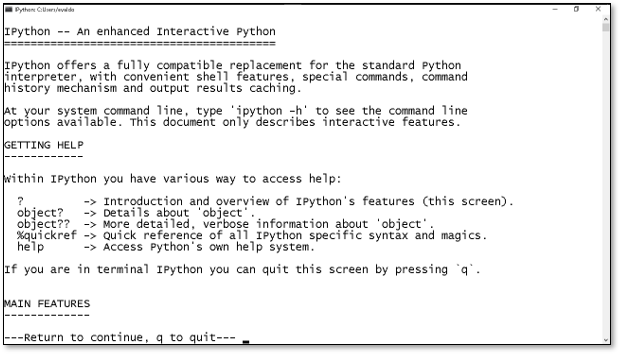 IPython: C:\Users\evaldo
IPython -- An enhanced Interactive Python
=========================================
IPython offers a fully compatible replacement for the standard Python
interpreter, with convenient shell features, special commands, command
history mechanism and output results caching.
At your system command line, type 'ipython -h' to see the command line
options available. This document only describes interactive features.
GETTING HELP
------------
Within IPython you have various way to access help:
?         -> Introduction and overview of IPython's features (this screen).
object?   -> Details about 'object'.
object??  -> More detailed, verbose information about 'object'.
%quickref -> Quick reference of all IPython specific syntax and magics.
help      -> Access Python's own help system.
If you are in terminal IPython you can quit this screen by pressing `q`.
MAIN FEATURES
-------------
---Return to continue, q to quit---